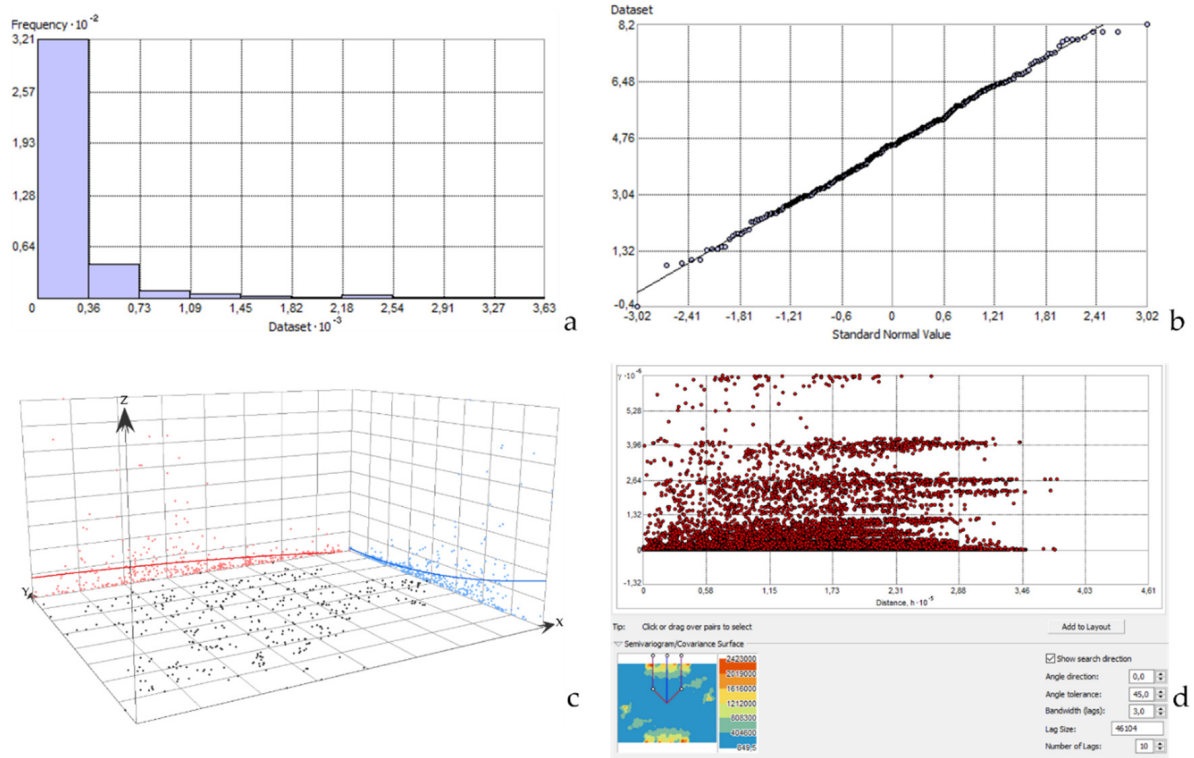 Frequency · 10 -2
3,21
2,57
1,93
1,28
0,64
0 0,36 0,73 1,09 1,45 1,82 2,18 2,54 2,91 3,27 3,63
Dataset · 10 -3
a
Dataset
8,2
6,48
4,76
3,04
1,32
-0,4
-3,02 -2,41 -1,81 -1,21 -0,6 0 0,6 1,21 1,81 2,41 3,02
Standard Normal Value
b
Z
Y
X
c
γ · 10 -6
5,28
3,96
2,64
1,32
0
-1,32
0 0,58 1,15 1,73 2,31 2,88 3,46 4,03 4,61
Distance, h · 10 -5
Tip: Click or drag over pairs to select
Add to Layout
Semivariogram/Covariance Surface
2423000
2019000
1616000
1212000
808300
404600
849,5
Show search direction
Angle direction: 0,0
Angle tolerance: 45,0
Bandwidth (lags): 3,0
Lag Size: 46104
Number of Lags: 10
d